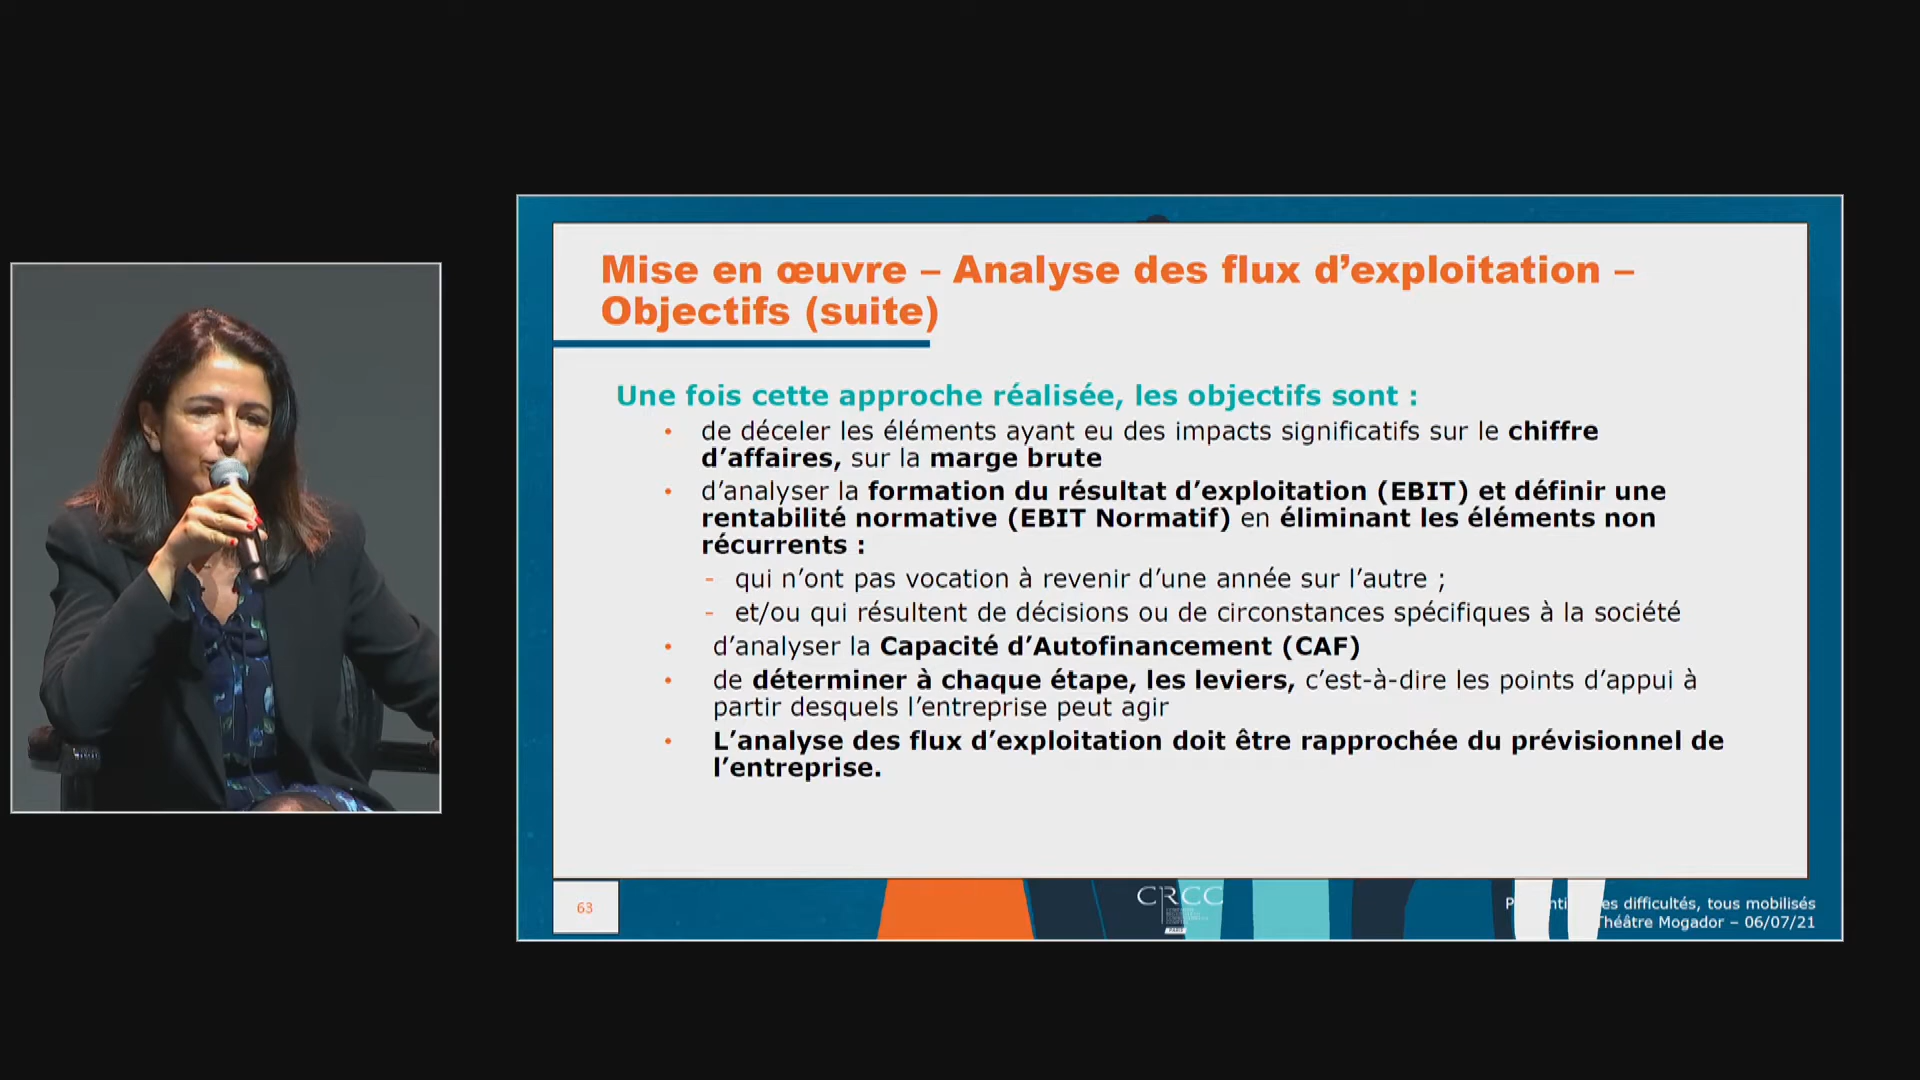 Mise en œuvre – Analyse des flux d’exploitation –
Objectifs (suite)
Une fois cette approche réalisée, les objectifs sont :
• de déceler les éléments ayant eu des impacts significatifs sur le chiffre
d’affaires, sur la marge brute
• d’analyser la formation du résultat d’exploitation (EBIT) et définir une
rentabilité normative (EBIT Normatif) en éliminant les éléments non
récurrents :
- qui n’ont pas vocation à revenir d’une année sur l’autre ;
- et/ou qui résultent de décisions ou de circonstances spécifiques à la société
• d’analyser la Capacité d’Autofinancement (CAF)
• de déterminer à chaque étape, les leviers, c’est-à-dire les points d’appui à
partir desquels l’entreprise peut agir
• L’analyse des flux d’exploitation doit être rapprochée du prévisionnel de
l’entreprise.
63
CRCC
PARIS
difficultés, tous mobilisés
Théâtre Mogador – 06/07/21